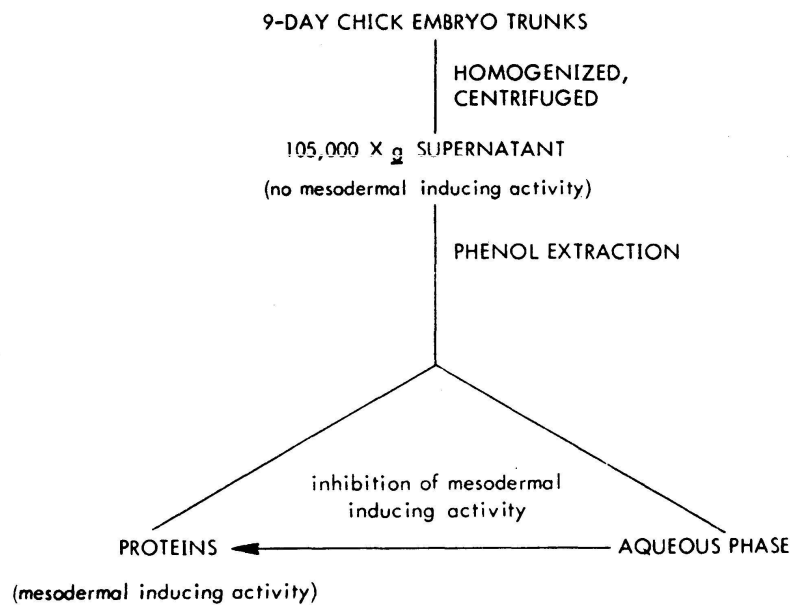 9-DAY CHICK EMBRYO TRUNKS
HOMOGENIZED,
CENTRIFUGED
105,000 X g SUPERNATANT
(no mesodermal inducing activity)
PHENOL EXTRACTION
inhibition of mesodermal
inducing activity
PROTEINS
AQUEOUS PHASE
(mesodermal inducing activity)